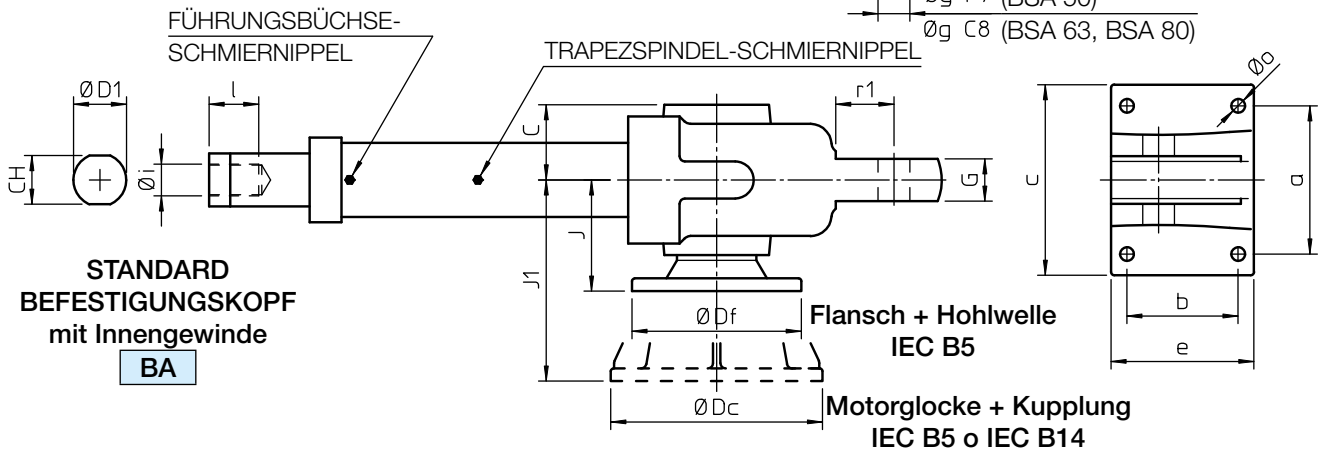 FÜHRUNGSBÜCHSE-
SCHMIERNIPPEL
TRAPEZSPINDEL-SCHMIERNIPPEL
Øg C8 (BSA 63, BSA 80)
ØD1
l
CH
Øi
C
r1
G
J
J1
Øo
c
a
b
e
STANDARD
BEFESTIGUNGSKOPF
mit Innengewinde
BA
ØDf
Flansch + Hohlwelle
IEC B5
ØDc
Motorglocke + Kupplung
IEC B5 o IEC B14